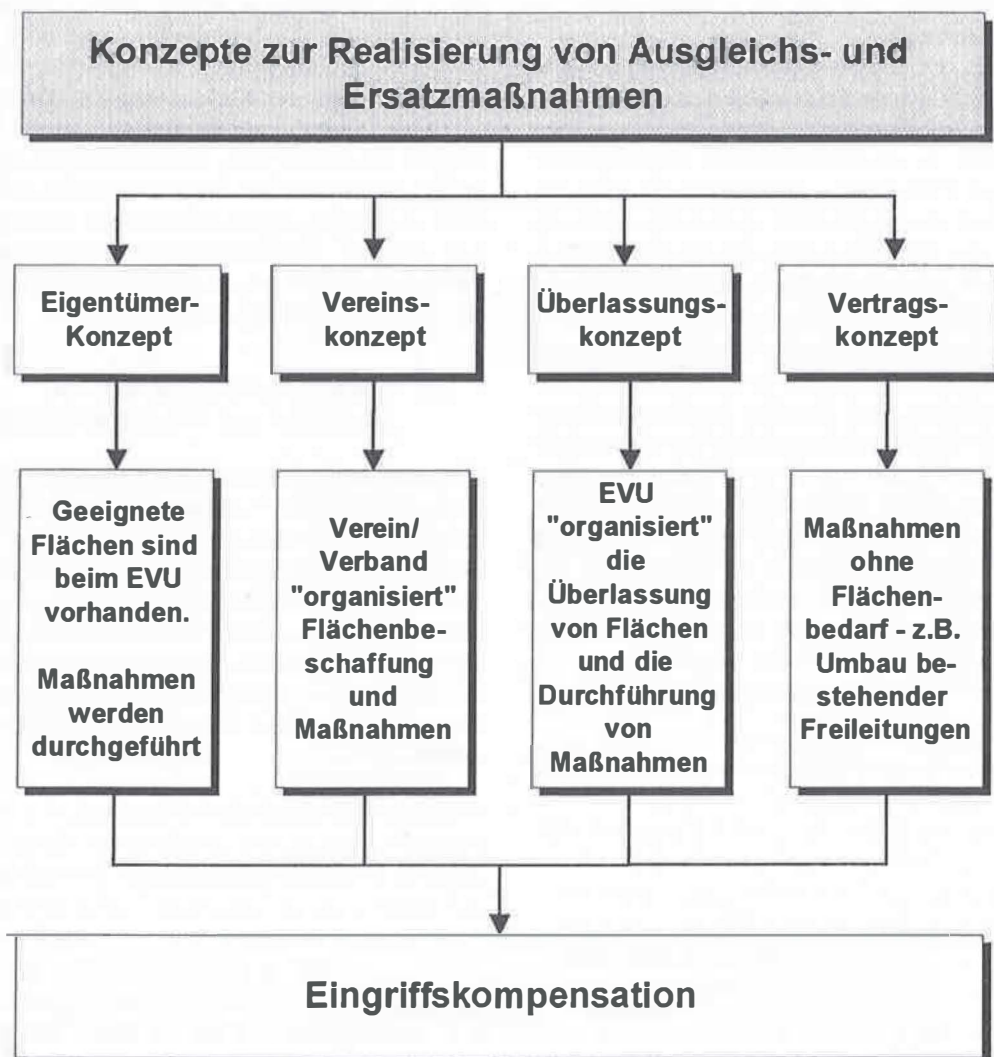 Konzepte zur Realisierung von Ausgleichs- und
Ersatzmaßnahmen
Eigentümer-
Konzept
Vereins-
konzept
Überlassungs-
konzept
Vertrags-
konzept
Geeignete
Flächen sind
beim EVU
vorhanden.
Maßnahmen
werden
durchgeführt
Verein/
Verband
"organisiert"
Flächenbe-
schaffung
und
Maßnahmen
EVU
"organisiert"
die
Überlassung
von Flächen
und die
Durchführung
von
Maßnahmen
Maßnahmen
ohne
Flächen-
bedarf - z.B.
Umbau be-
stehender
Freileitungen
Eingriffskompensation